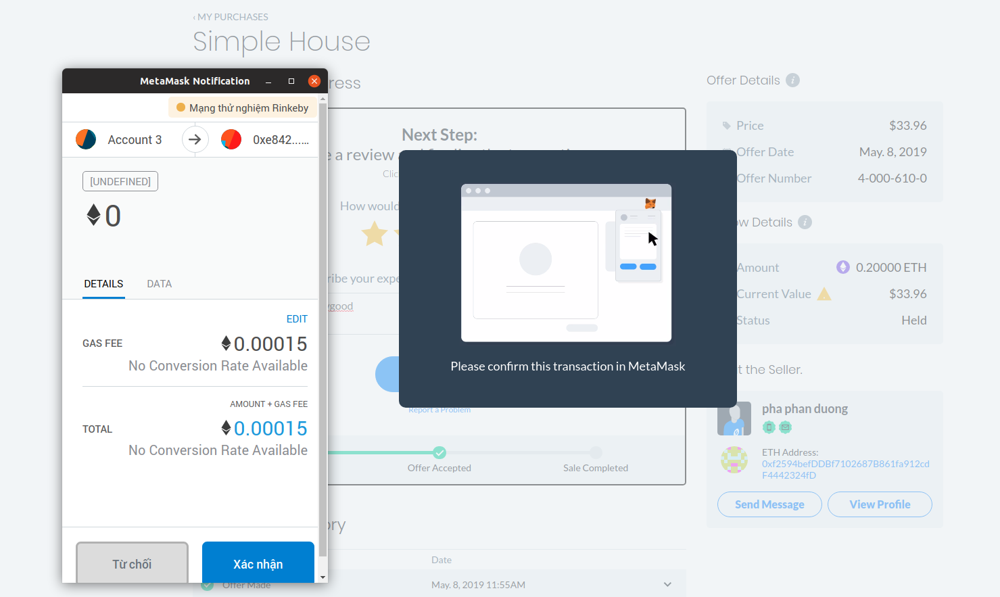 ‹ MY PURCHASES
Simple House
MetaMask Notification
Mạng thử nghiệm Rinkeby
Account 3
0xe842...…
[UNDEFINED]
0
DETAILS
DATA
EDIT
GAS FEE
0.00015
No Conversion Rate Available
AMOUNT + GAS FEE
TOTAL
0.00015
No Conversion Rate Available
Từ chối
Xác nhận
ress
Next Step:
e a review
Clic
How would
ribe your expe
ygood
Please confirm this transaction in MetaMask
Report a Problem
Offer Accepted
Sale Completed
ory
Date
Offer Made
May. 8, 2019 11:55AM
Offer Details
Price
$33.96
Offer Date
May. 8, 2019
Offer Number
4-000-610-0
ow Details
Amount
0.20000 ETH
Current Value
$33.96
Status
Held
t the Seller.
pha phan duong
ETH Address:
0xf2594befDDBf7102687B861fa912cd
F4442324fD
Send Message
View Profile